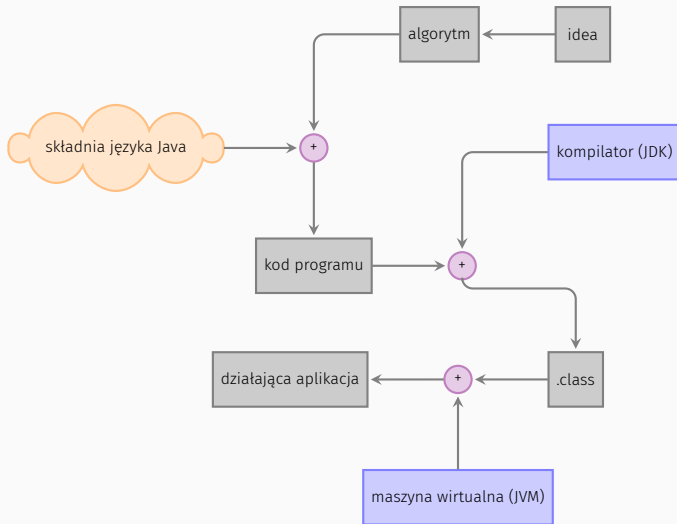 algorytm
idea
składnia języka Java
+
kompilator (JDK)
kod programu
+
działająca aplikacja
+
.class
maszyna wirtualna (JVM)